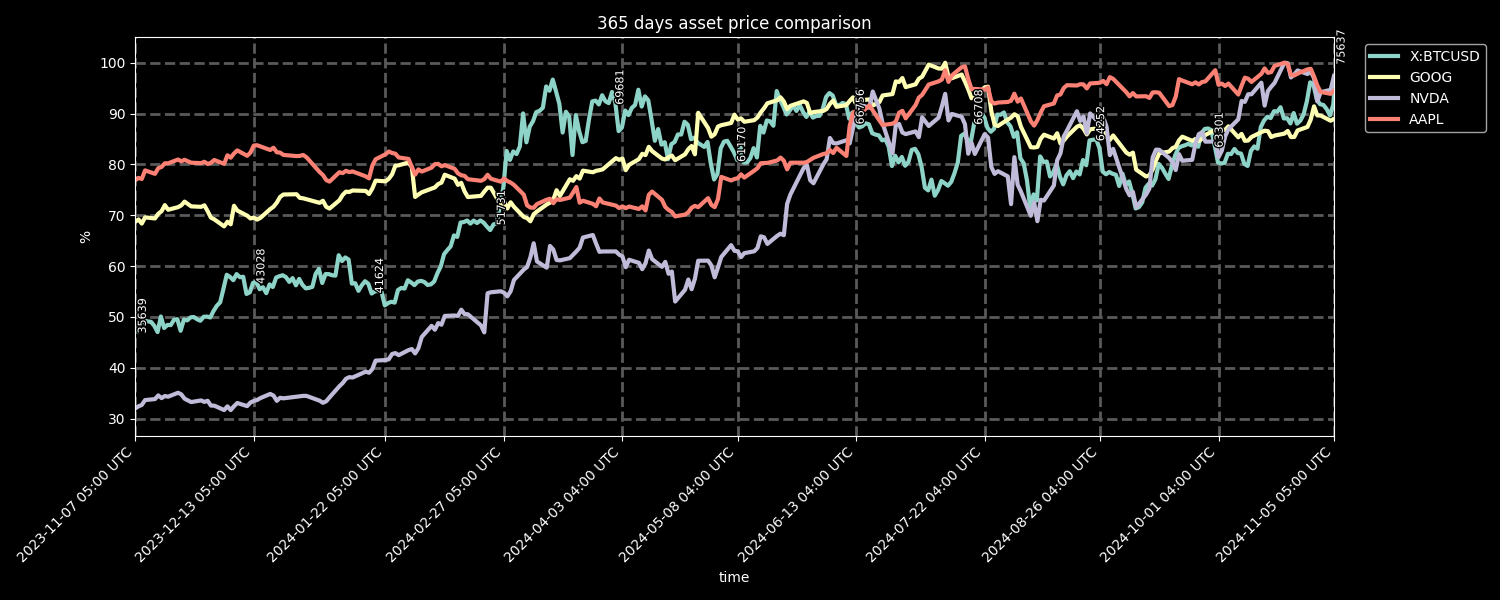 365 days asset price comparison
X:BTCUSD
GOOG
NVDA
AAPL
100
90
80
70
60
50
40
30
%
35639
43028
41624
51731
69681
61170
66756
66708
64252
63301
75637
2023-11-07 05:00 UTC
2023-12-13 05:00 UTC
2024-01-22 05:00 UTC
2024-02-27 05:00 UTC
2024-04-03 04:00 UTC
2024-05-08 04:00 UTC
2024-06-13 04:00 UTC
2024-07-22 04:00 UTC
2024-08-26 04:00 UTC
2024-10-01 04:00 UTC
2024-11-05 05:00 UTC
time